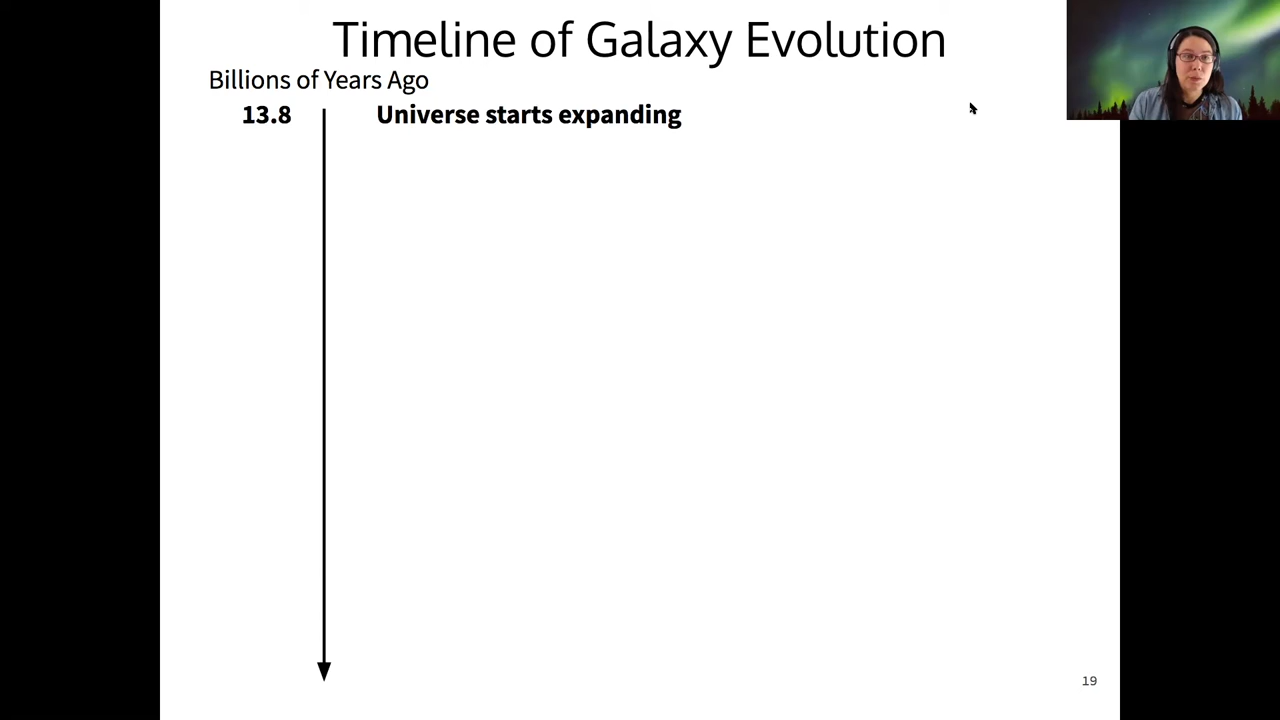 Timeline of Galaxy Evolution
Billions of Years Ago
13.8 Universe starts expanding
19